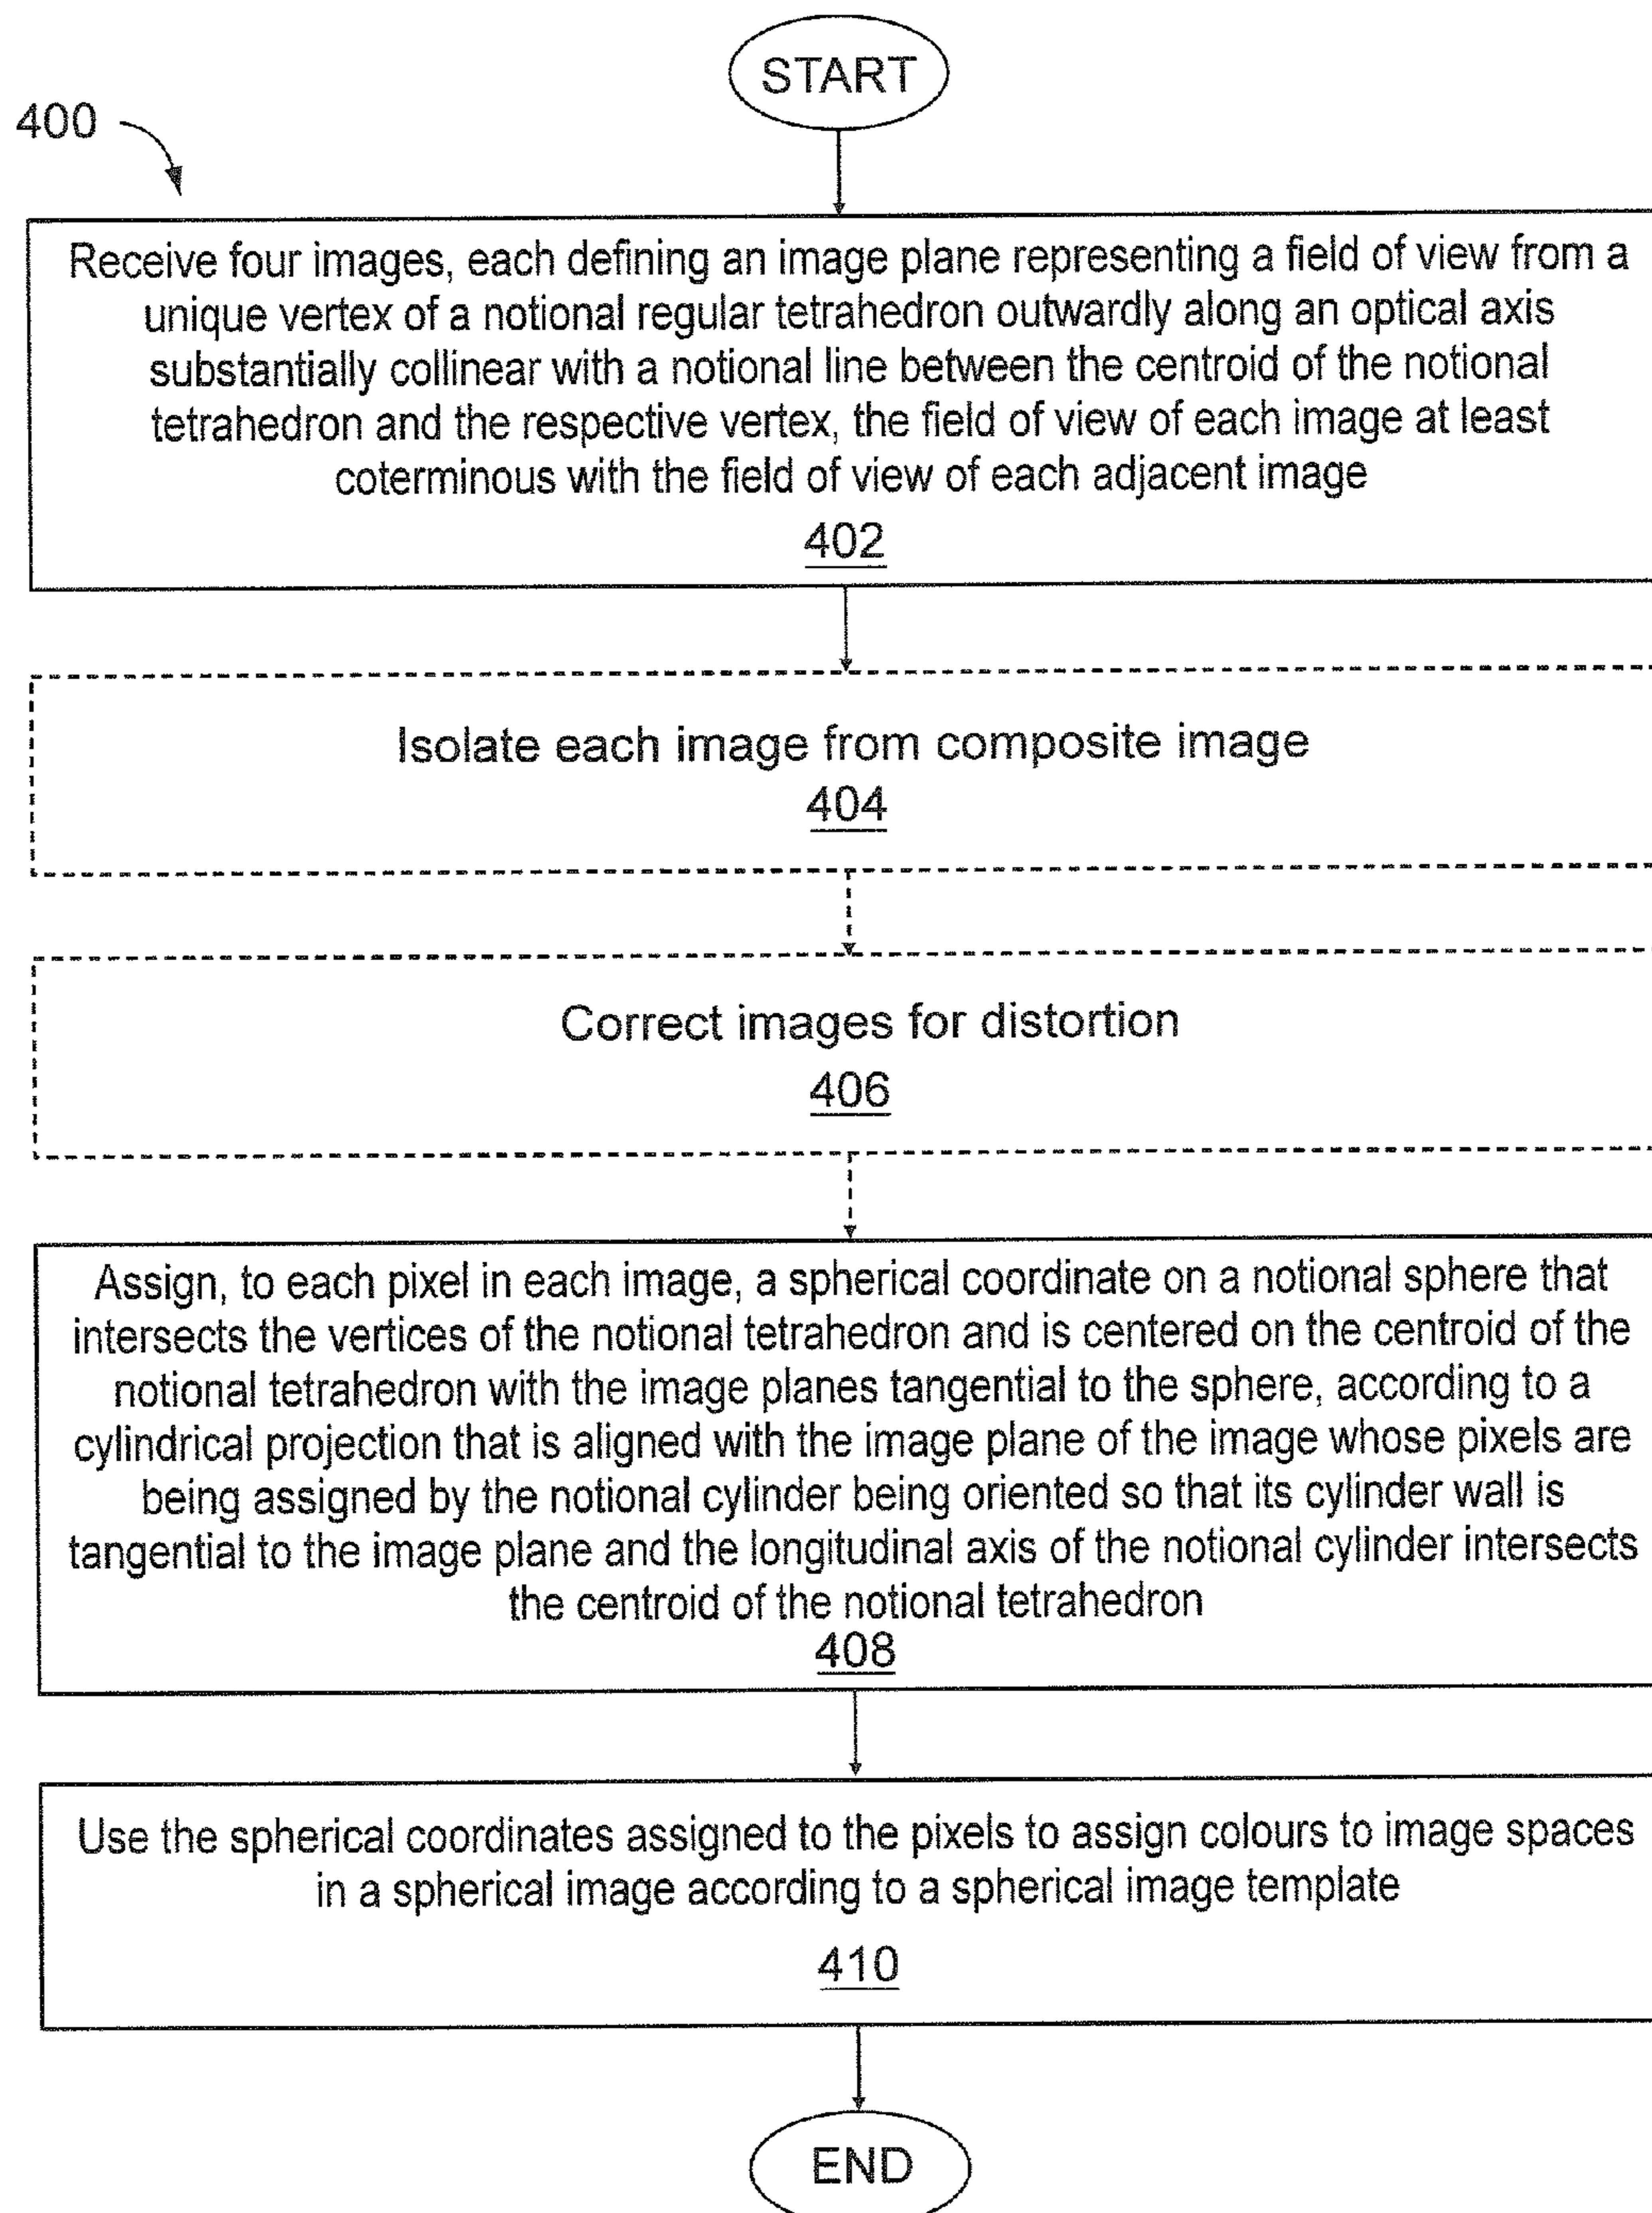 START
400
Receive four images, each defining an image plane representing a field of view from a
unique vertex of a notional regular tetrahedron outwardly along an optical axis
substantially collinear with a notional line between the centroid of the notional
tetrahedron and the respective vertex, the field of view of each image at least
coterminous with the field of view of each adjacent image
402
Isolate each image from composite image
404
Correct images for distortion
406
Assign, to each pixel in each image, a spherical coordinate on a notional sphere that
intersects the vertices of the notional tetrahedron and is centered on the centroid of the
notional tetrahedron with the image planes tangential to the sphere, according to a
cylindrical projection that is aligned with the image plane of the image whose pixels are
being assigned by the notional cylinder being oriented so that its cylinder wall is
tangential to the image plane and the longitudinal axis of the notional cylinder intersects
the centroid of the notional tetrahedron
408
Use the spherical coordinates assigned to the pixels to assign colours to image spaces
in a spherical image according to a spherical image template
410
END